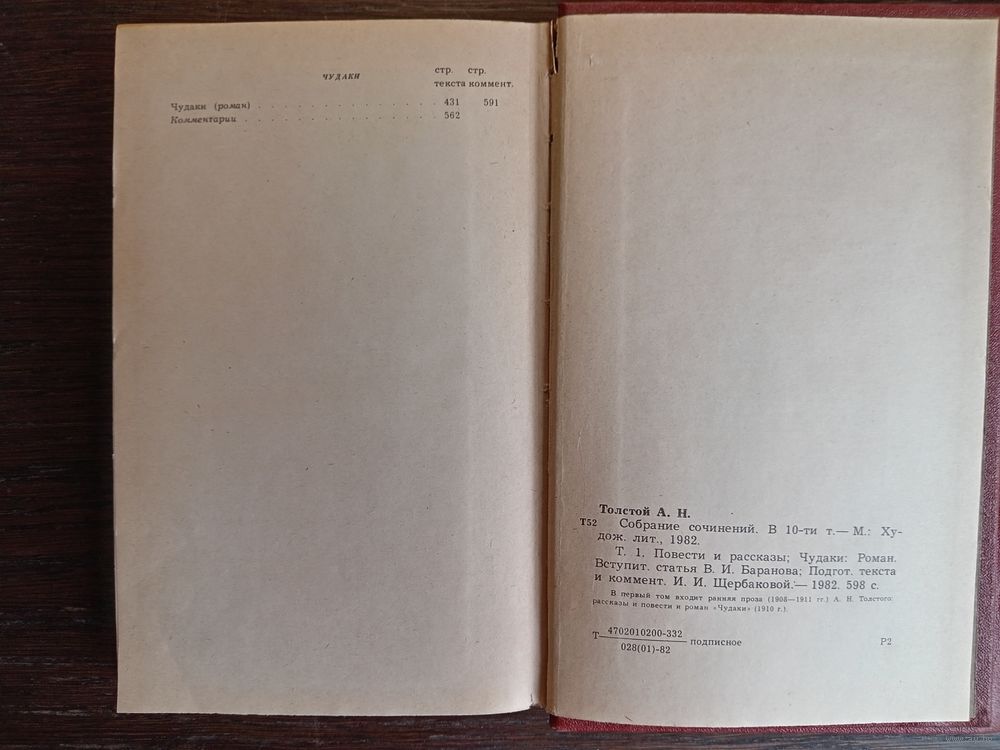 ЧУДАКИ
стр. стр.
текста коммент.
Чудаки (роман) . . . . . . . . . . . . . . 431 591
Комментарии . . . . . . . . . . . . . . . 562
Толстой А. Н.
Т52 Собрание сочинений. В 10-ти т.— М.: Ху-
дож. лит., 1982.
Т. 1. Повести и рассказы; Чудаки: Роман.
Вступит. статья В. И. Баранова; Подгот. текста
и коммент. И. И. Щербаковой.— 1982. 598 с.
В первый том входит ранняя проза (1908—1911 гг.) А. Н. Толстого:
рассказы и повести и роман «Чудаки» (1910 г.).
Т 4702010200-332
028(01)-82 подписное Р2